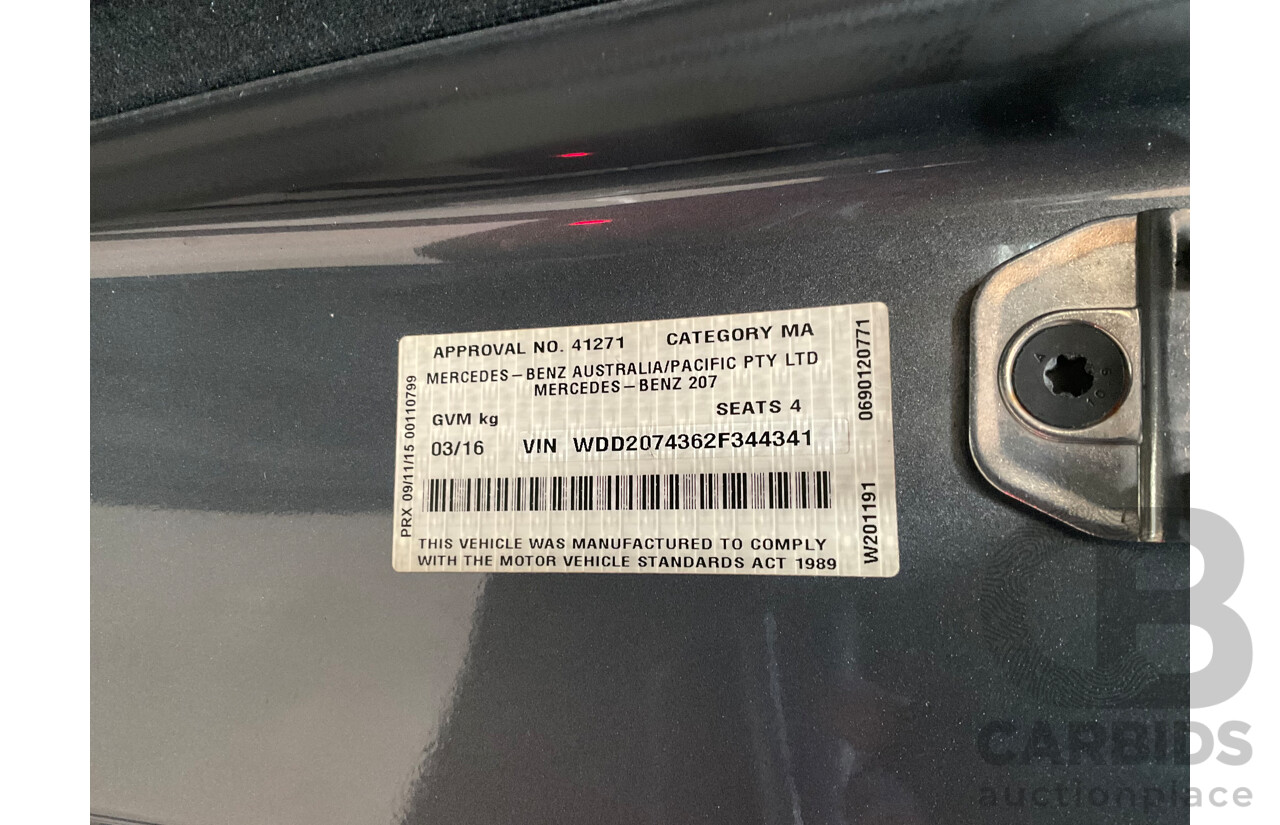 APPROVAL NO. 41271 CATEGORY MA
MERCEDES-BENZ AUSTRALIA/PACIFIC PTY LTD
MERCEDES-BENZ 207
GVM kg SEATS 4
03/16 VIN WDD2074362F344341
THIS VEHICLE WAS MANUFACTURED TO COMPLY
WITH THE MOTOR VEHICLE STANDARDS ACT 1989
PRX 09/11/15 00110799
0690120771
W201191
CB
CARBIDS
auctionplace